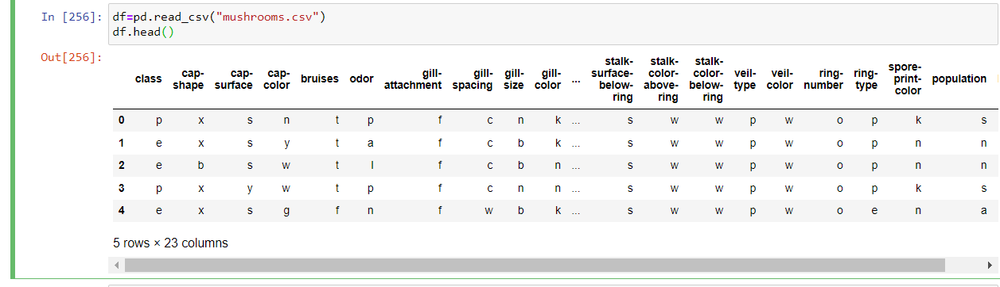 In [256]: df=pd.read_csv("mushrooms.csv")
df.head()
Out[256]:
class cap-shape cap-surface cap-color bruises odor gill-attachment gill-spacing gill-size gill-color ... stalk-surface-below-ring stalk-color-above-ring stalk-color-below-ring veil-type veil-color ring-number ring-type spore-print-color population
0 p x s n t p f c n k ... s w w p w o p k s
1 e x s y t a f c b k ... s w w p w o p n n
2 e b s w t l f c b n ... s w w p w o p n n
3 p x y w t p f c n n ... s w w p w o p k s
4 e x s g f n f w b k ... s w w p w o e n a
5 rows × 23 columns